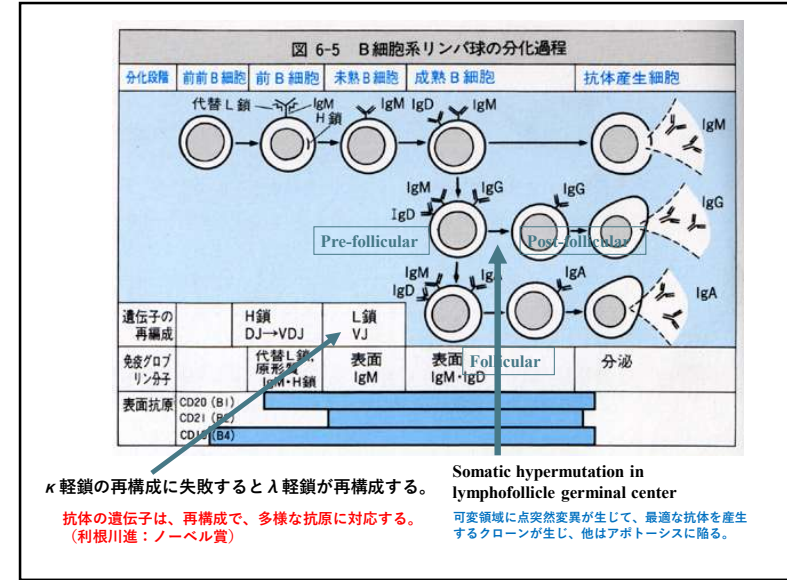 図 6-5 B細胞系リンパ球の分化過程
分化段階 前前B細胞 前B細胞 未熟B細胞 成熟B細胞 抗体産生細胞
代替L鎖 IgM H鎖 IgM IgD IgM IgM
IgM IgG IgG IgG
IgD
Pre-follicular Post-follicular
IgM IgA IgA IgA
IgD
遺伝子の再編成 H鎖 DJ→VDJ L鎖 VJ
Follicular
免疫グロブリン分子 代替L鎖, 原形質 IgM・H鎖 表面 IgM 表面 IgM・IgD 分泌
表面抗原 CD20 (B1)
CD21 (B2)
CD19 (B4)
κ軽鎖の再構成に失敗するとλ軽鎖が再構成する。
抗体の遺伝子は、再構成で、多様な抗原に対応する。
(利根川進：ノーベル賞)
Somatic hypermutation in
lymphofollicle germinal center
可変領域に点突然変異が生じて、最適な抗体を産生
するクローンが生じ、他はアポトーシスに陥る。